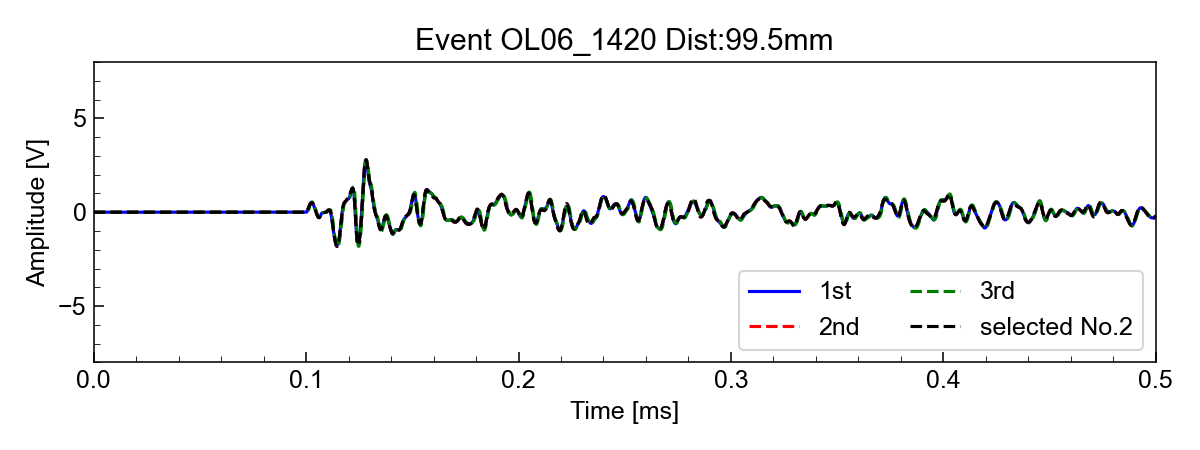 Event OL06_1420 Dist:99.5mm
Amplitude [V]
5
0
−5
0.0 0.1 0.2 0.3 0.4 0.5
Time [ms]
1st 3rd
2nd selected No.2